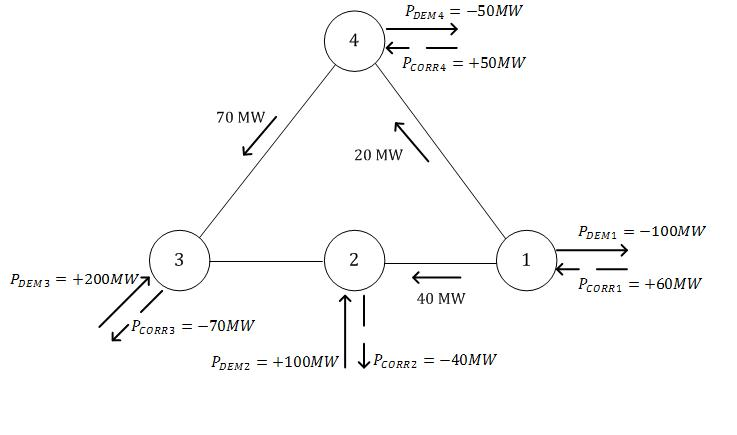 P_DEM4 = −50MW
4
P_CORR4 = +50MW
70 MW
20 MW
P_DEM1 = −100MW
3
2
1
P_DEM3 = +200MW
P_CORR1 = +60MW
40 MW
P_CORR3 = −70MW
P_DEM2 = +100MW
P_CORR2 = −40MW